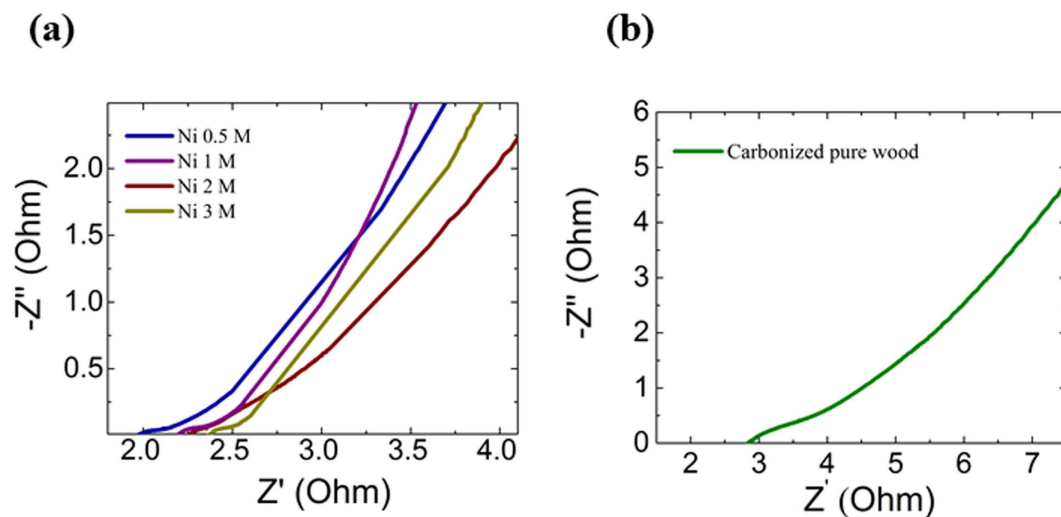 (a)
(b)
Ni 0.5 M
Ni 1 M
Ni 2 M
Ni 3 M
2.0
1.5
1.0
0.5
-Z" (Ohm)
2.0 2.5 3.0 3.5 4.0
Z' (Ohm)
Carbonized pure wood
6
5
4
3
2
1
0
-Z" (Ohm)
2 3 4 5 6 7
Z' (Ohm)